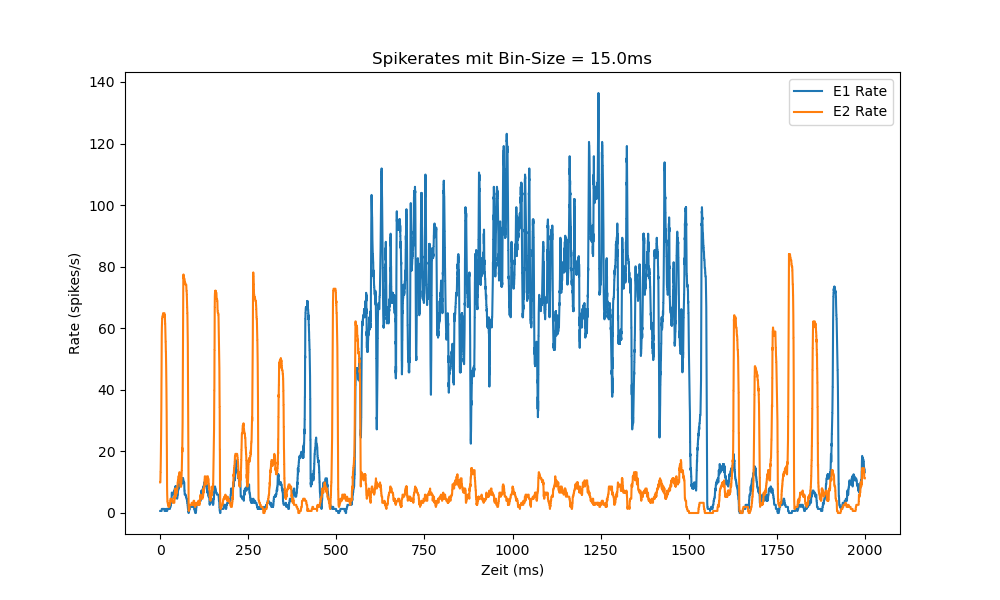 Spikerates mit Bin-Size = 15.0ms
E1 Rate
E2 Rate
Rate (spikes/s)
140
120
100
80
60
40
20
0
0 250 500 750 1000 1250 1500 1750 2000
Zeit (ms)